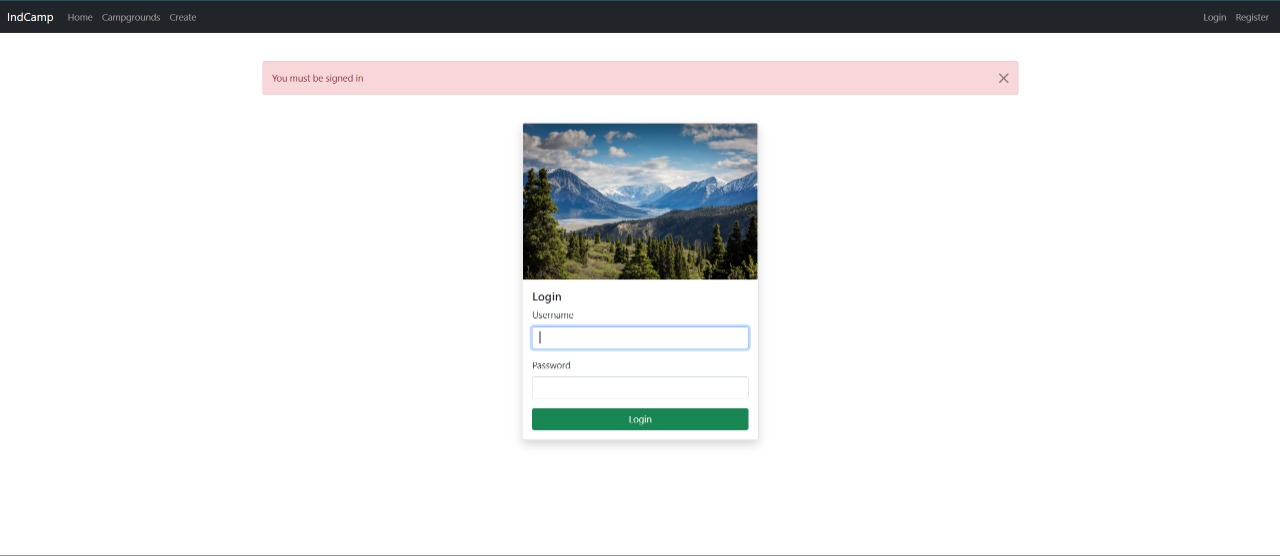 IndCamp Home Campgrounds Create Login Register
You must be signed in
Login
Username
Password
Login